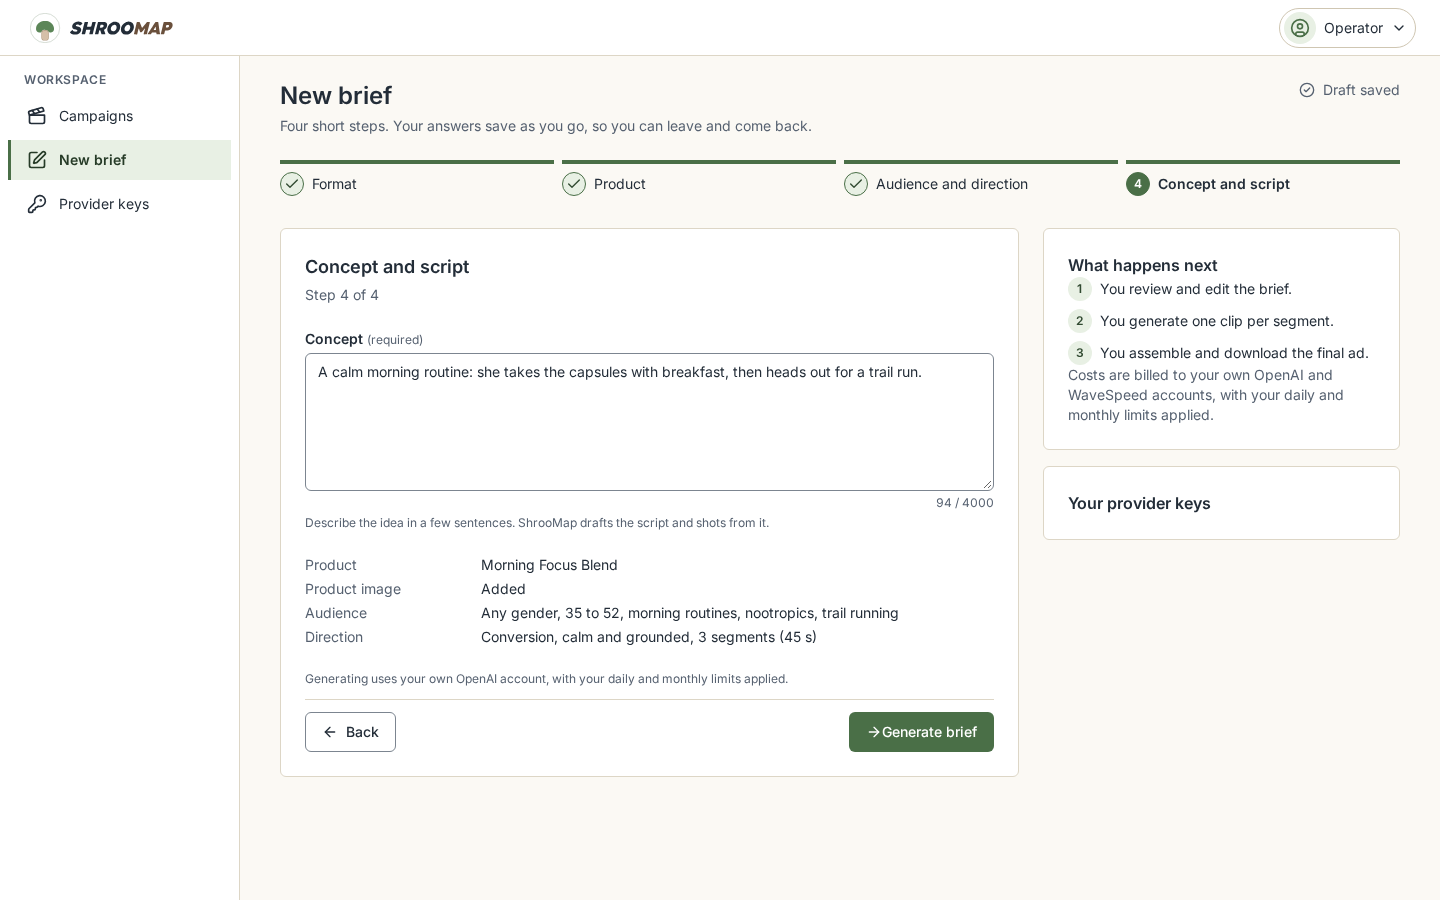 SHROOMAP
Operator
WORKSPACE
Campaigns
New brief
Provider keys
New brief
Draft saved
Four short steps. Your answers save as you go, so you can leave and come back.
Format
Product
Audience and direction
4 Concept and script
Concept and script
Step 4 of 4
Concept (required)
A calm morning routine: she takes the capsules with breakfast, then heads out for a trail run.
94 / 4000
Describe the idea in a few sentences. ShrooMap drafts the script and shots from it.
Product Morning Focus Blend
Product image Added
Audience Any gender, 35 to 52, morning routines, nootropics, trail running
Direction Conversion, calm and grounded, 3 segments (45 s)
Generating uses your own OpenAI account, with your daily and monthly limits applied.
Back
Generate brief
What happens next
1 You review and edit the brief.
2 You generate one clip per segment.
3 You assemble and download the final ad.
Costs are billed to your own OpenAI and
WaveSpeed accounts, with your daily and
monthly limits applied.
Your provider keys